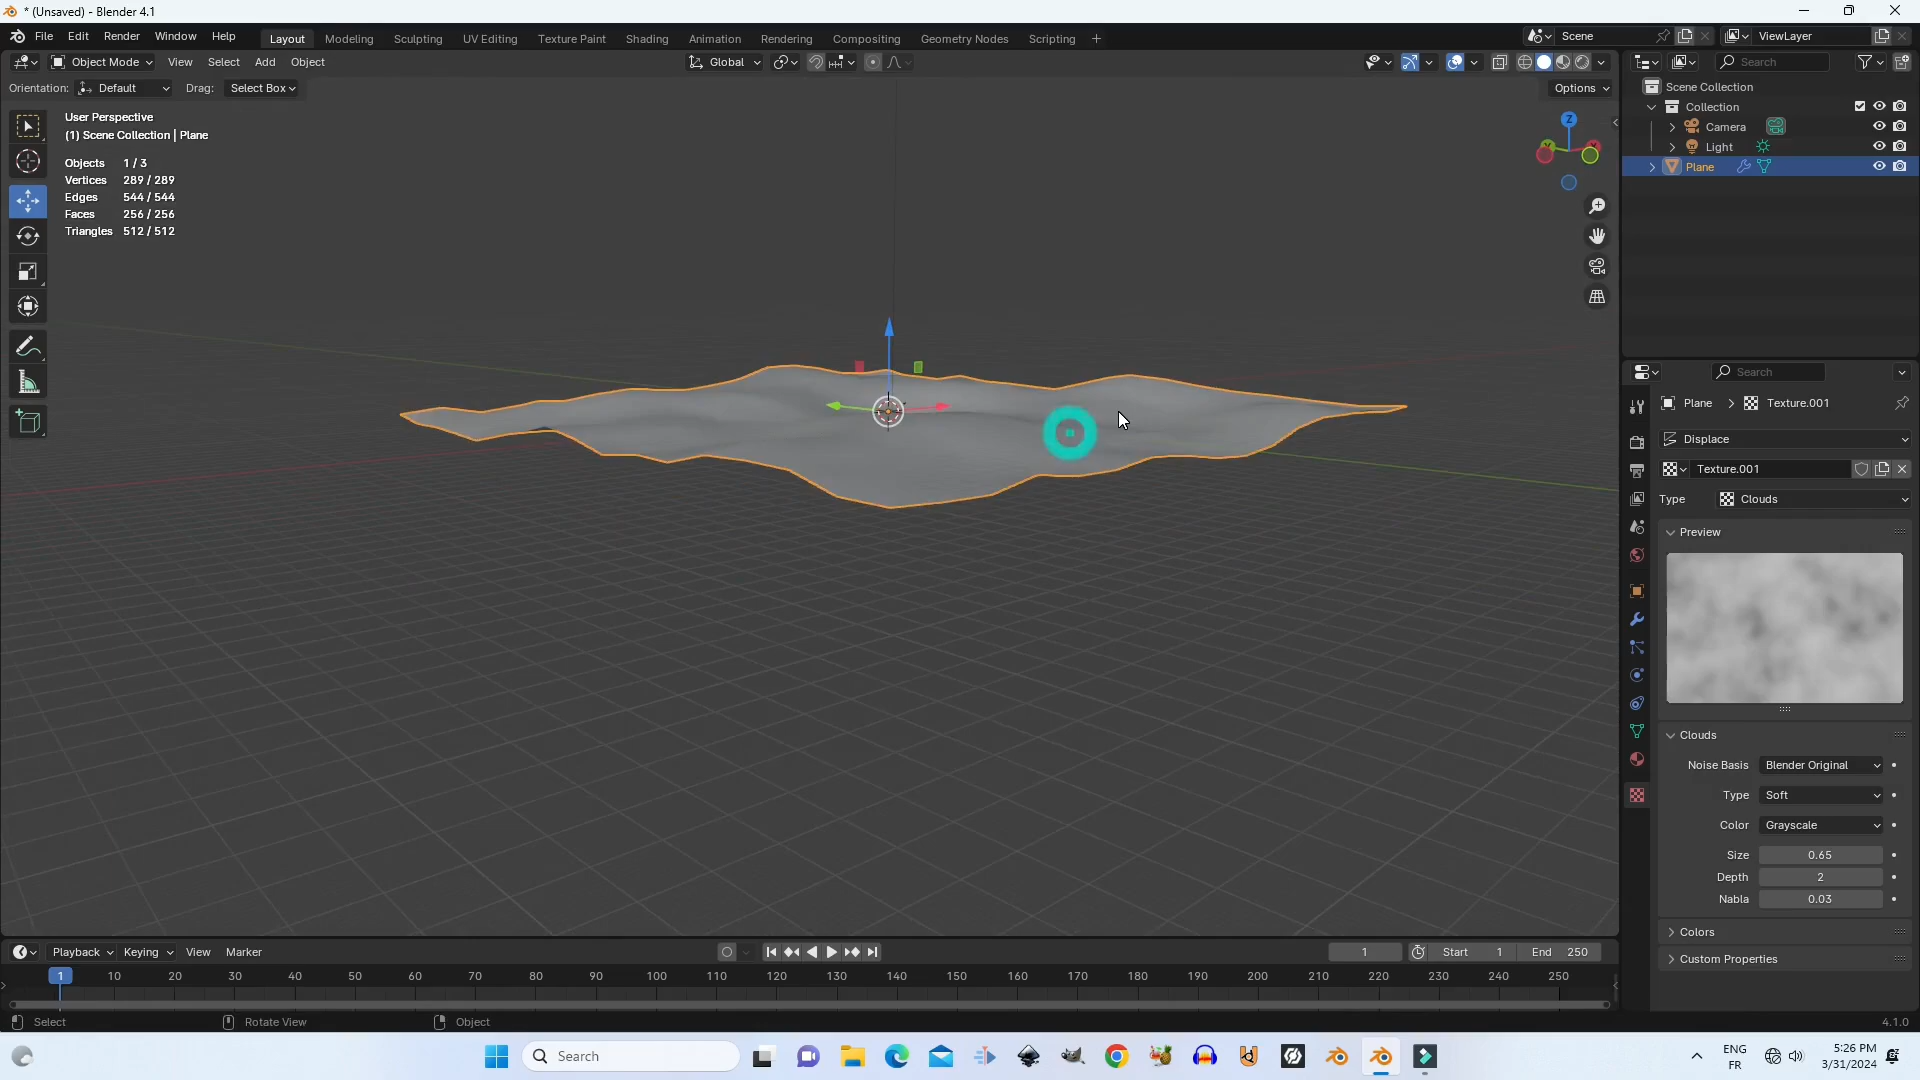 * (Unsaved) - Blender 4.1
File Edit Render Window Help
Layout Modeling Sculpting UV Editing Texture Paint Shading Animation Rendering Compositing Geometry Nodes Scripting +
Scene
ViewLayer
Object Mode View Select Add Object
Global
Search
Orientation: Default Drag: Select Box
Options
Scene Collection
Collection
Camera
Light
Plane
User Perspective
(1) Scene Collection | Plane
Objects 1 / 3
Vertices 289 / 289
Edges 544 / 544
Faces 256 / 256
Triangles 512 / 512
Z
Search
Plane > Texture.001
Displace
Texture.001
Type Clouds
Preview
Clouds
Noise Basis Blender Original
Type Soft
Color Grayscale
Size 0.65
Depth 2
Nabla 0.03
Colors
Custom Properties
Playback Keying View Marker
1
Start 1 End 250
1 10 20 30 40 50 60 70 80 90 100 110 120 130 140 150 160 170 180 190 200 210 220 230 240 250
Select
Rotate View
Object
4.1.0
Search
ENG
FR
5:26 PM
3/31/2024